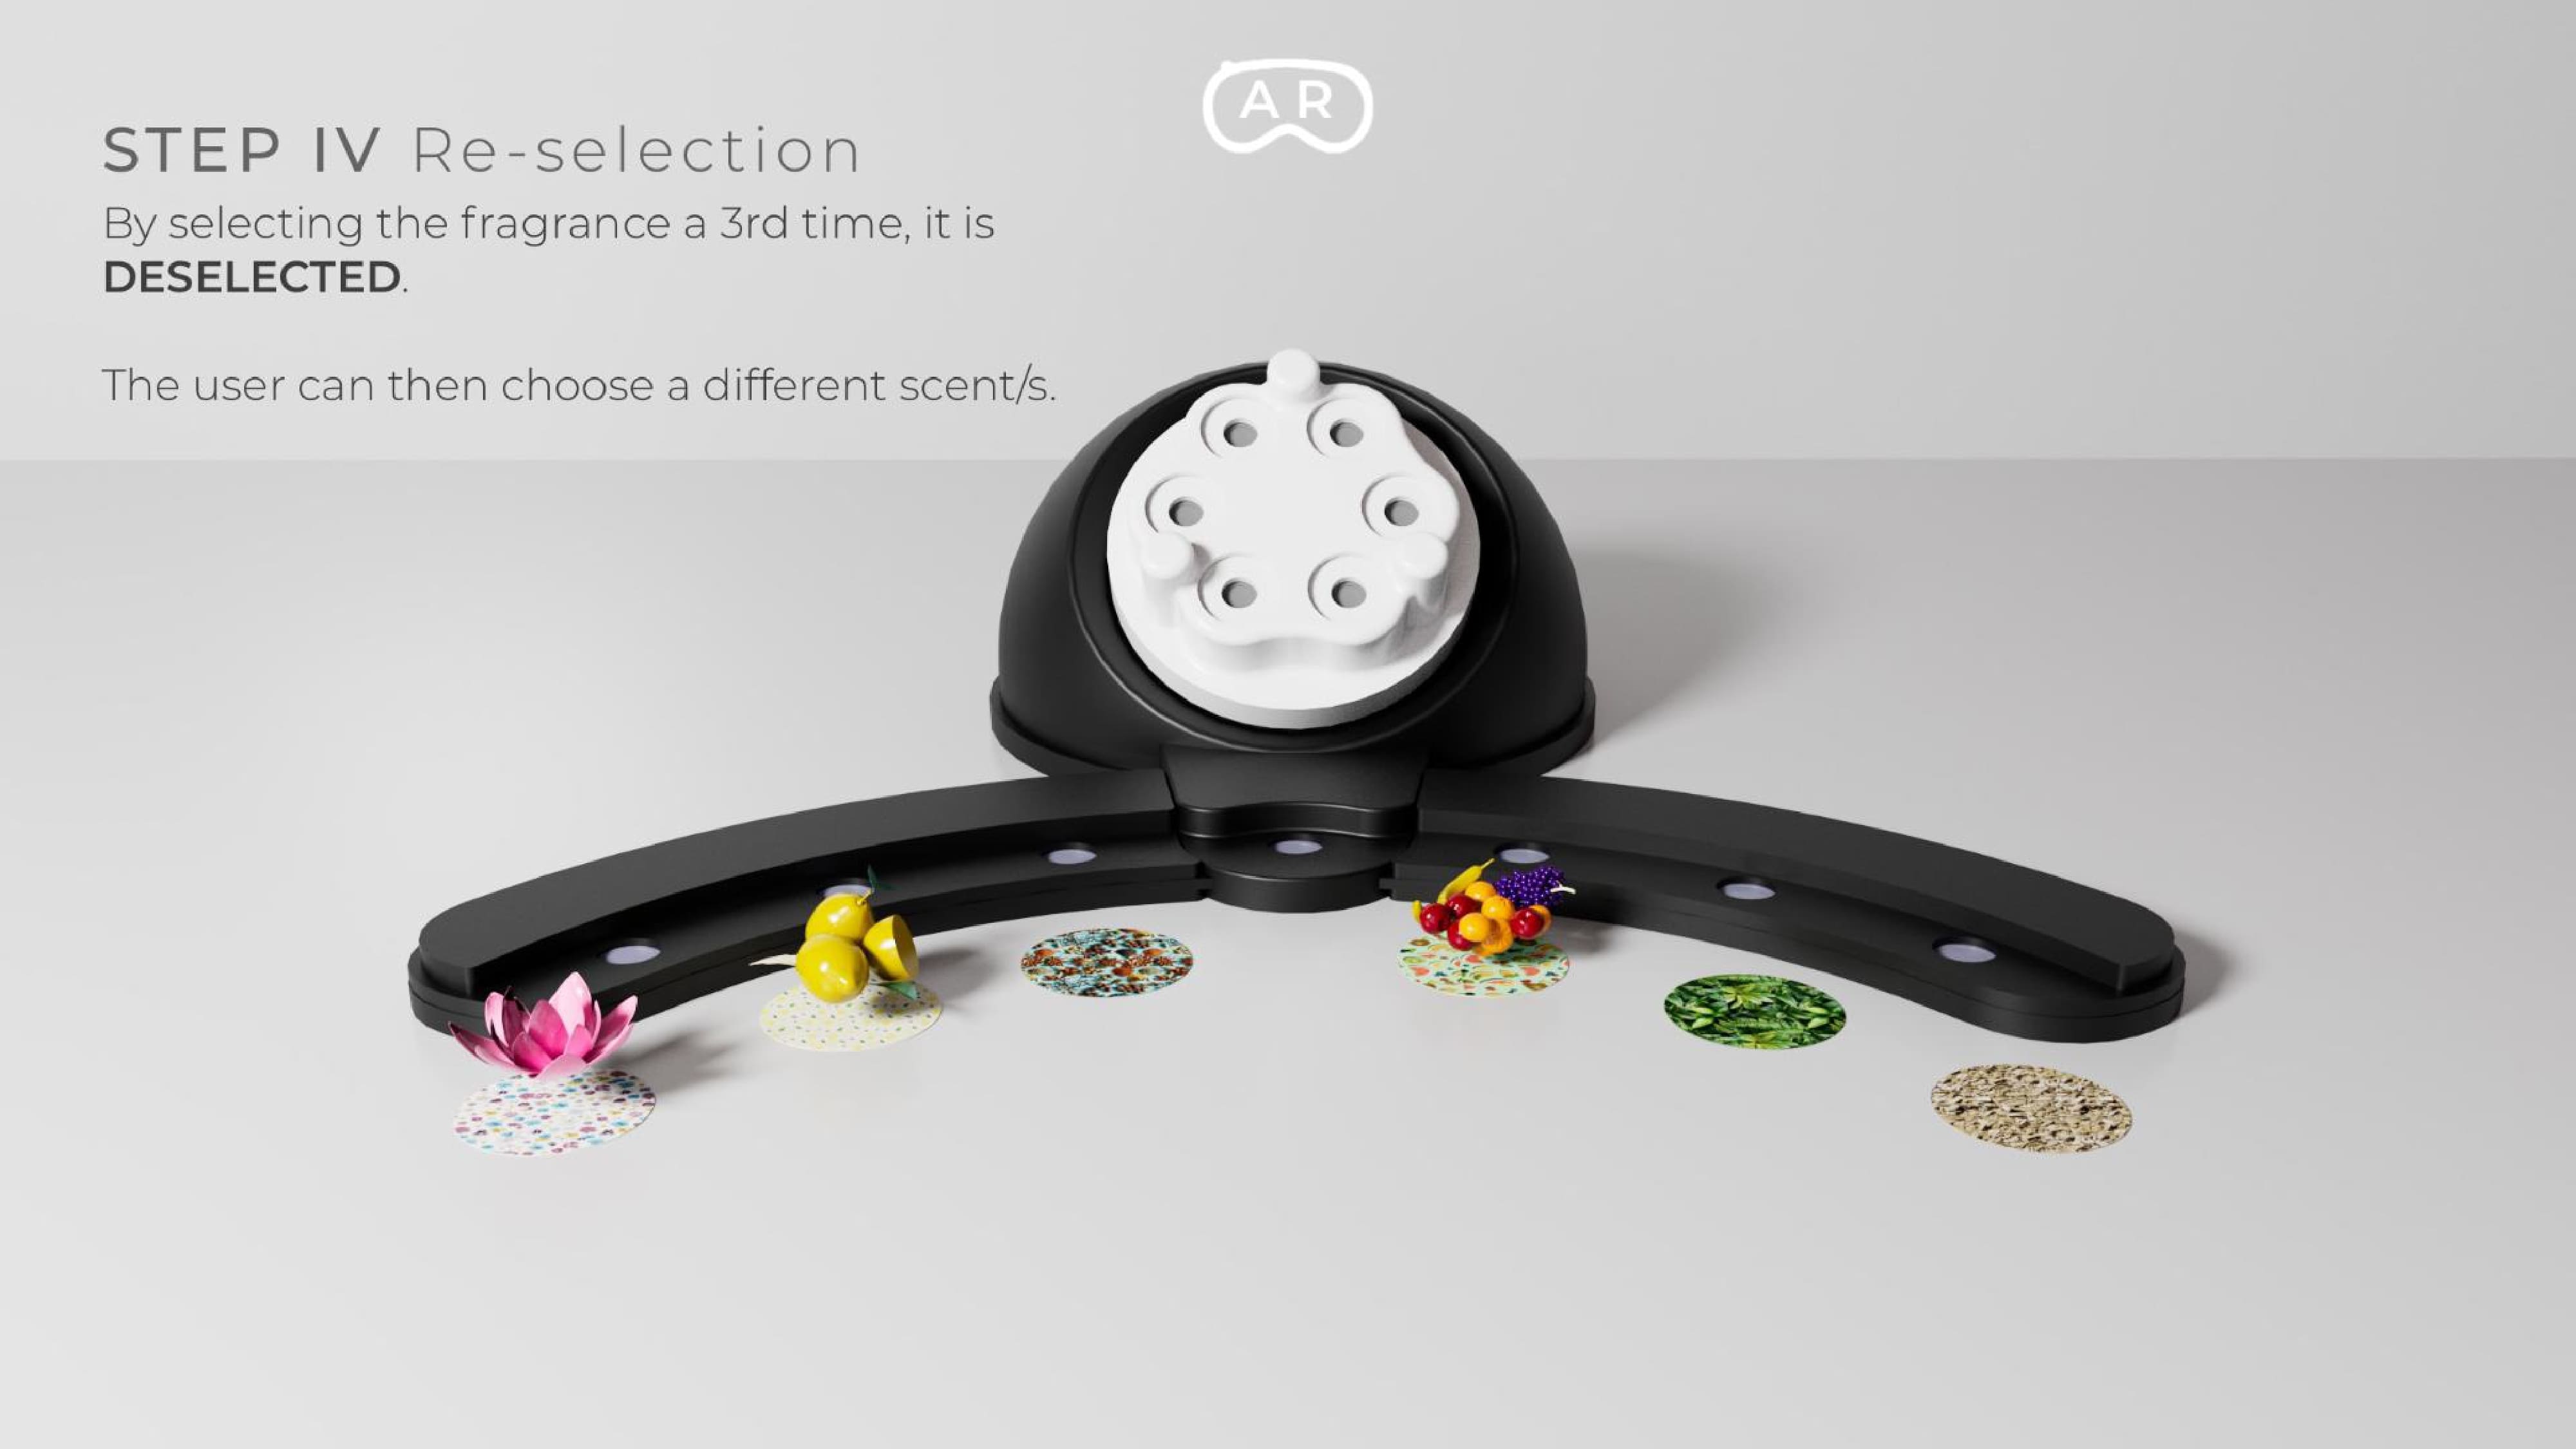 AR
STEP IV Re-selection
By selecting the fragrance a 3rd time, it is
DESELECTED.
The user can then choose a different scent/s.